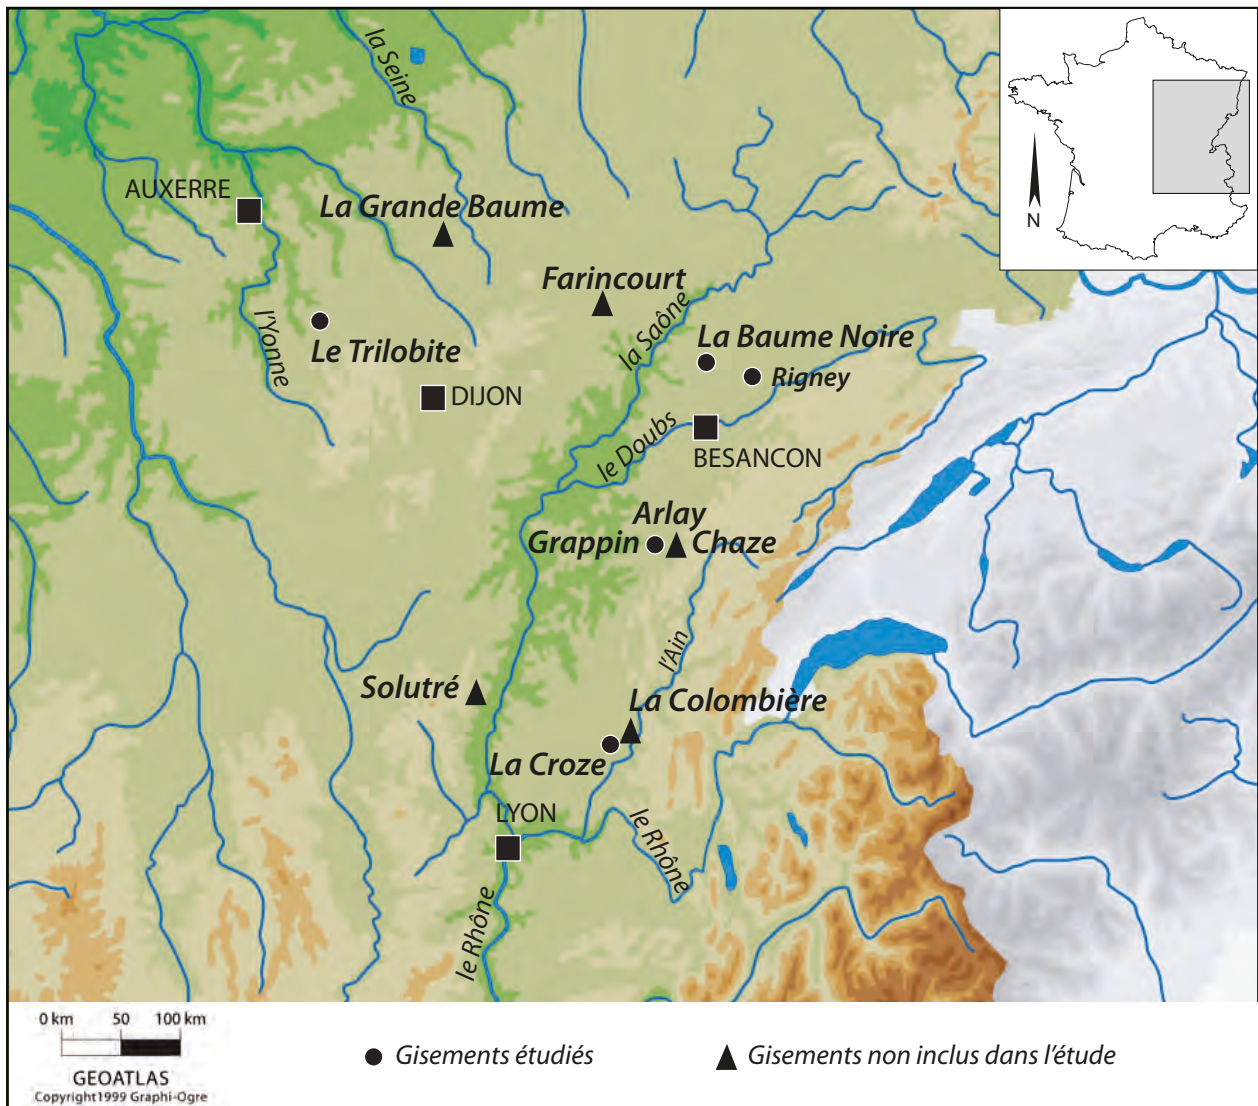 la Seine
N
AUXERRE
La Grande Baume
Farincourt
la Saône
l'Yonne
Le Trilobite
La Baume Noire
Rigney
DIJON
le Doubs
BESANCON
Arlay
Grappin
Chaze
l'Ain
Solutré
La Colombière
La Croze
LYON
le Rhône
le Rhône
0 km 50 100 km
GEOATLAS
Copyright1999 Graphi-Ogre
Gisements étudiés
Gisements non inclus dans l'étude